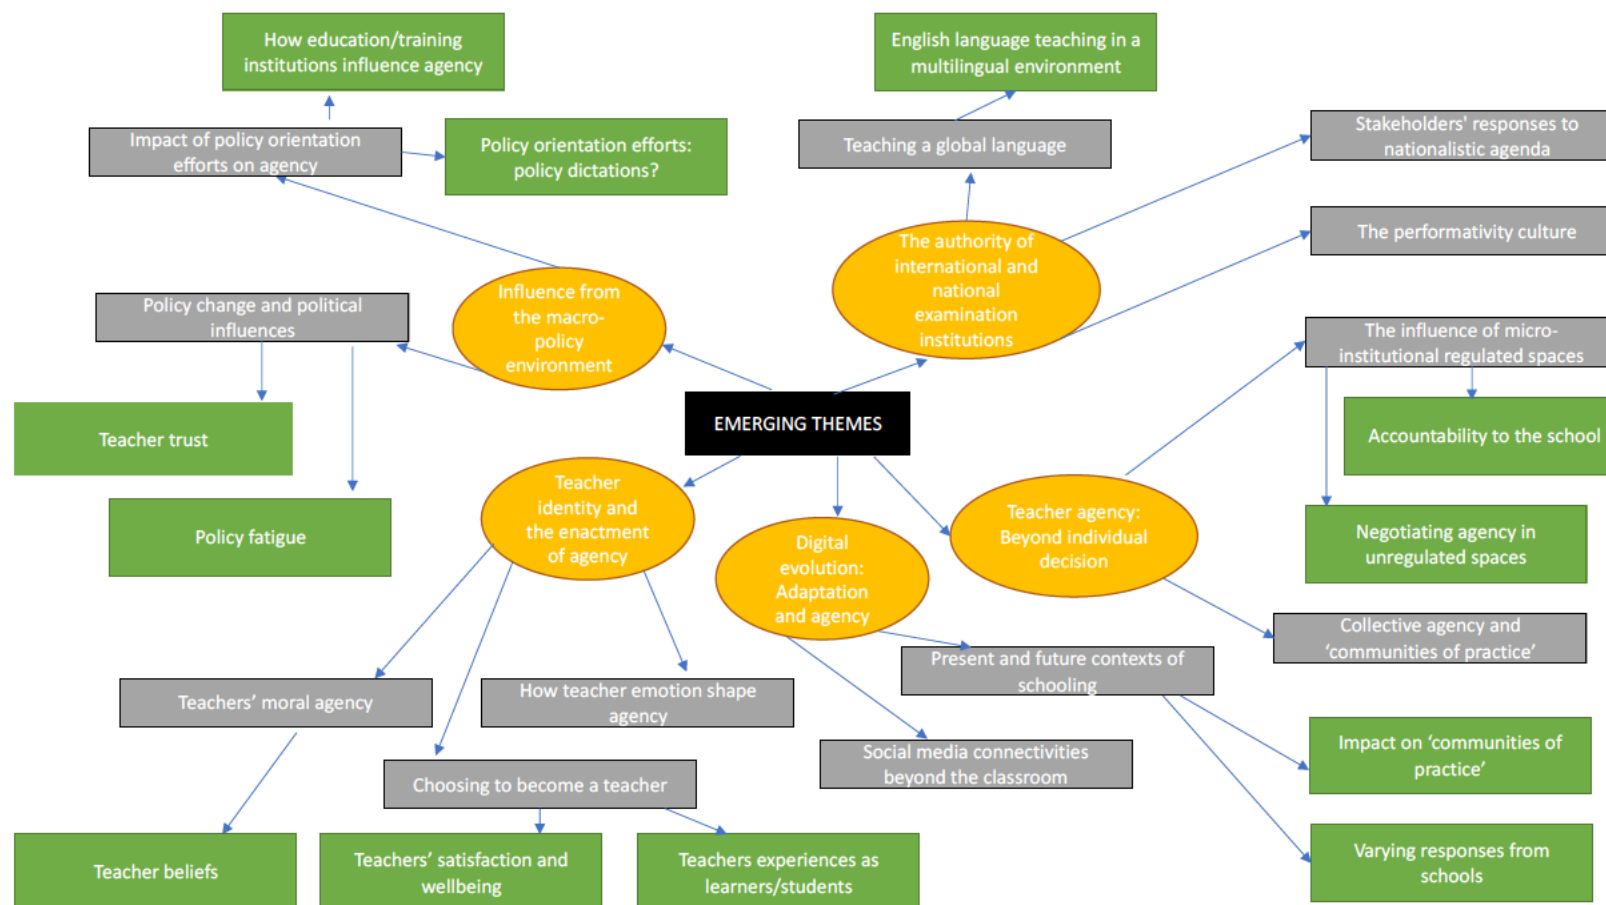 How education/training
institutions influence agency
English language teaching in a
multilingual environment
Impact of policy orientation
efforts on agency
Policy orientation efforts:
policy dictations?
Teaching a global language
Stakeholders' responses to
nationalistic agenda
The authority of
international and
national
examination
institutions
The performativity culture
Influence from
the macro-
policy
environment
Policy change and political
influences
The influence of micro-
institutional regulated spaces
EMERGING THEMES
Teacher trust
Accountability to the school
Policy fatigue
Teacher
identity and
the enactment
of agency
Digital
evolution:
Adaptation
and agency
Teacher agency:
Beyond individual
decision
Negotiating agency in
unregulated spaces
Collective agency and
‘communities of practice’
Present and future contexts of
schooling
Teachers’ moral agency
How teacher emotion shape
agency
Social media connectivities
beyond the classroom
Impact on ‘communities of
practice’
Choosing to become a teacher
Teacher beliefs
Teachers’ satisfaction and
wellbeing
Teachers experiences as
learners/students
Varying responses from
schools